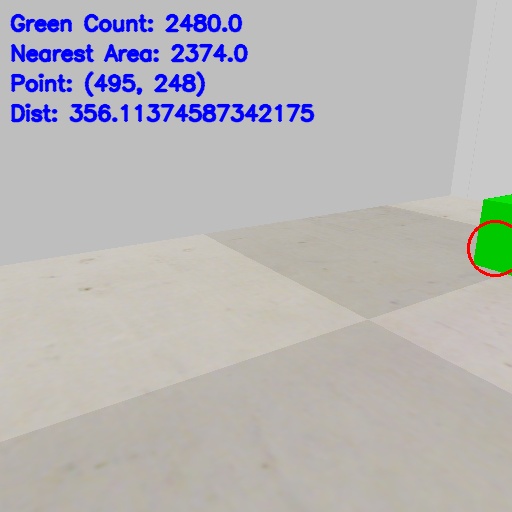 Green Count: 2480.0
Nearest Area: 2374.0
Point: (495, 248)
Dist: 356.11374587342175